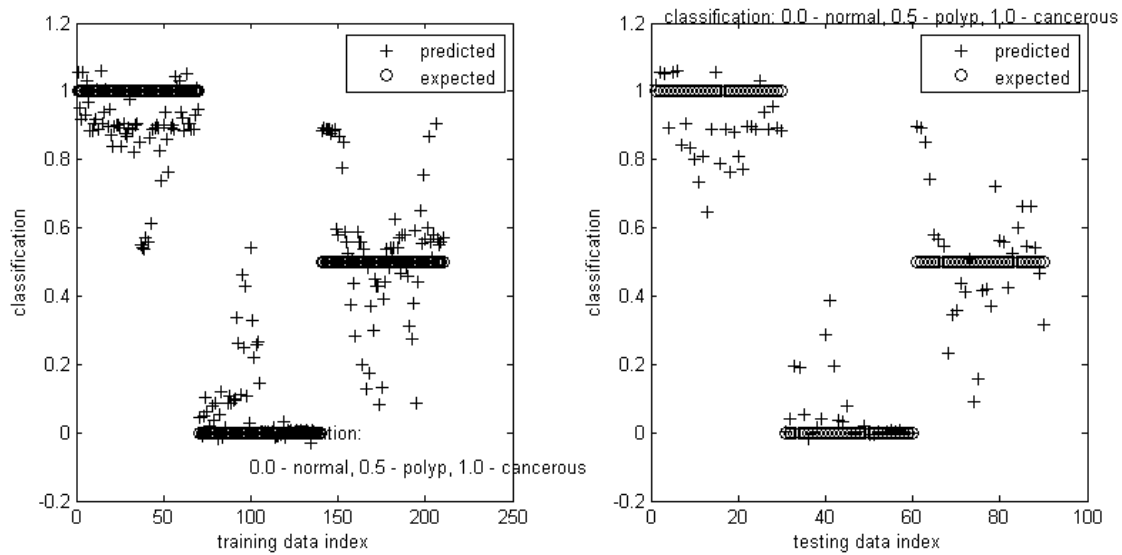 classification: 0.0 - normal, 0.5 - polyp, 1.0 - cancerous
1.2
1
0.8
0.6
0.4
0.2
0
-0.2
classification
predicted
expected
0.0 - normal, 0.5 - polyp, 1.0 - cancerous
0
50
100
150
200
250
training data index
1.2
1
0.8
0.6
0.4
0.2
0
-0.2
classification
predicted
expected
0
20
40
60
80
100
testing data index